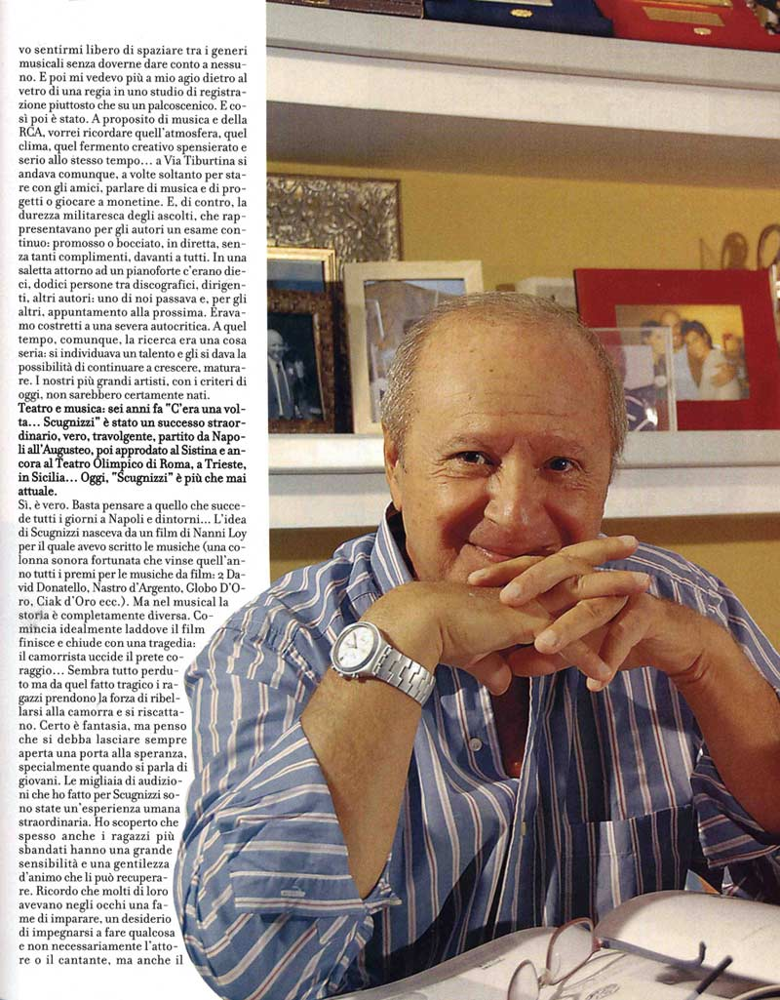 vo sentirmi libero di spaziare tra i generi
musicali senza doverne dare conto a nessu-
no. E poi mi vedevo più a mio agio dietro al
vetro di una regia in uno studio di registra-
zione piuttosto che su un palcoscenico. E co-
sì poi è stato. A proposito di musica e della
RCA, vorrei ricordare quell'atmosfera, quel
clima, quel fermento creativo spensierato e
serio allo stesso tempo… a Via Tiburtina si
andava comunque, a volte soltanto per sta-
re con gli amici, parlare di musica e di pro-
getti o giocare a monetine. E, di contro, la
durezza militaresca degli ascolti, che rap-
presentavano per gli autori un esame con-
tinuo: promosso o bocciato, in diretta, sen-
za tanti complimenti, davanti a tutti. In una
saletta attorno ad un pianoforte c'erano die-
ci, dodici persone tra discografici, dirigen-
ti, altri autori: uno di noi passava e, per gli
altri, appuntamento alla prossima. Erava-
mo costretti a una severa autocritica. A quel
tempo, comunque, la ricerca era una cosa
seria: si individuava un talento e gli si dava la
possibilità di continuare a crescere, matura-
re. I nostri più grandi artisti, con i criteri di
oggi, non sarebbero certamente nati.
Teatro e musica: sei anni fa "C'era una vol-
ta… Scugnizzi" è stato un successo straor-
dinario, vero, travolgente, partito da Napo-
li all'Augusteo, poi approdato al Sistina e an-
cora al Teatro Olimpico di Roma, a Trieste,
in Sicilia… Oggi, "Scugnizzi" è più che mai
attuale.
Sì, è vero. Basta pensare a quello che succe-
de tutti i giorni a Napoli e dintorni… L'idea
di Scugnizzi nasceva da un film di Nanni Loy
per il quale avevo scritto le musiche (una co-
lonna sonora fortunata che vinse quell'an-
no tutti i premi per le musiche da film: 2 Da-
vid Donatello, Nastro d'Argento, Globo D'O-
ro, Ciak d'Oro ecc.). Ma nel musical la
storia è completamente diversa. Co-
mincia idealmente laddove il film
finisce e chiude con una tragedia:
il camorrista uccide il prete co-
raggio… Sembra tutto perdu-
to ma da quel fatto tragico i ra-
gazzi prendono la forza di ribel-
larsi alla camorra e si riscatta-
no. Certo è fantasia, ma penso
che si debba lasciare sempre
aperta una porta alla speranza,
specialmente quando si parla di
giovani. Le migliaia di audizio-
ni che ho fatto per Scugnizzi so-
no state un'esperienza umana
straordinaria. Ho scoperto che
spesso anche i ragazzi più
sbandati hanno una grande
sensibilità e una gentilezza
d'animo che li può recupera-
re. Ricordo che molti di loro
avevano negli occhi una fa-
me di imparare, un desiderio
di impegnarsi a fare qualcosa
e non necessariamente l'atto-
re o il cantante, ma anche il